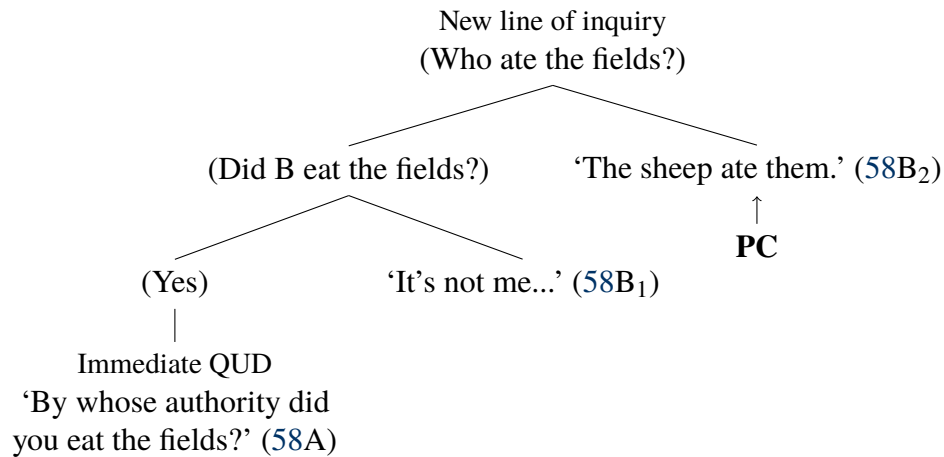 New line of inquiry
(Who ate the fields?)
(Did B eat the fields?) ‘The sheep ate them.’ (58B₂)
PC
(Yes) ‘It's not me...’ (58B₁)
Immediate QUD
‘By whose authority did
you eat the fields?’ (58A)